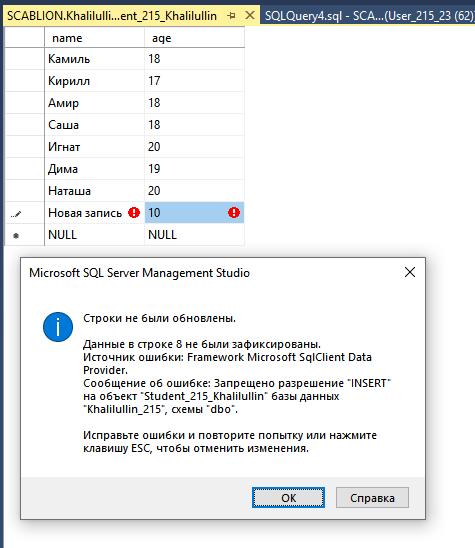 SCABLION.Khalilulli...ent_215_Khalilullin SQLQuery4.sql - SCA...(User_215_23 (62)
name age
Камиль 18
Кирилл 17
Амир 18
Саша 18
Игнат 20
Дима 19
Наташа 20
Новая запись 10
NULL NULL
Microsoft SQL Server Management Studio
Строки не были обновлены.
Данные в строке 8 не были зафиксированы.
Источник ошибки: Framework Microsoft SqlClient Data
Provider.
Сообщение об ошибке: Запрещено разрешение "INSERT"
на объект "Student_215_Khalilullin" базы данных
"Khalilullin_215", схемы "dbo".
Исправьте ошибки и повторите попытку или нажмите
клавишу ESC, чтобы отменить изменения.
OK Справка